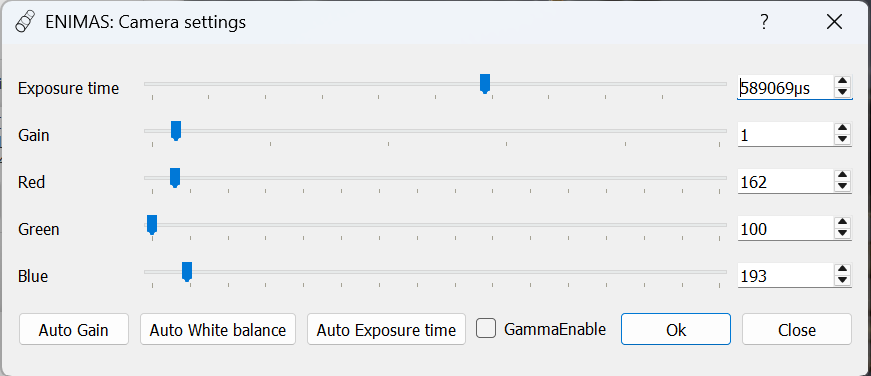 ENIMAS: Camera settings ?
Exposure time 589069µs
Gain 1
Red 162
Green 100
Blue 193
Auto Gain Auto White balance Auto Exposure time GammaEnable Ok Close